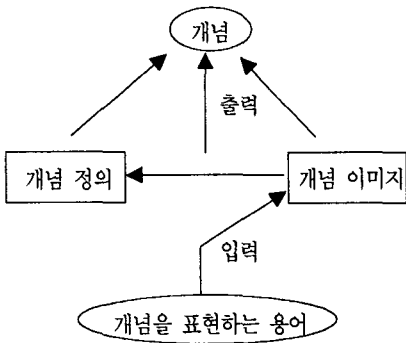 개념
출력
개념 정의
개념 이미지
입력
개념을 표현하는 용어